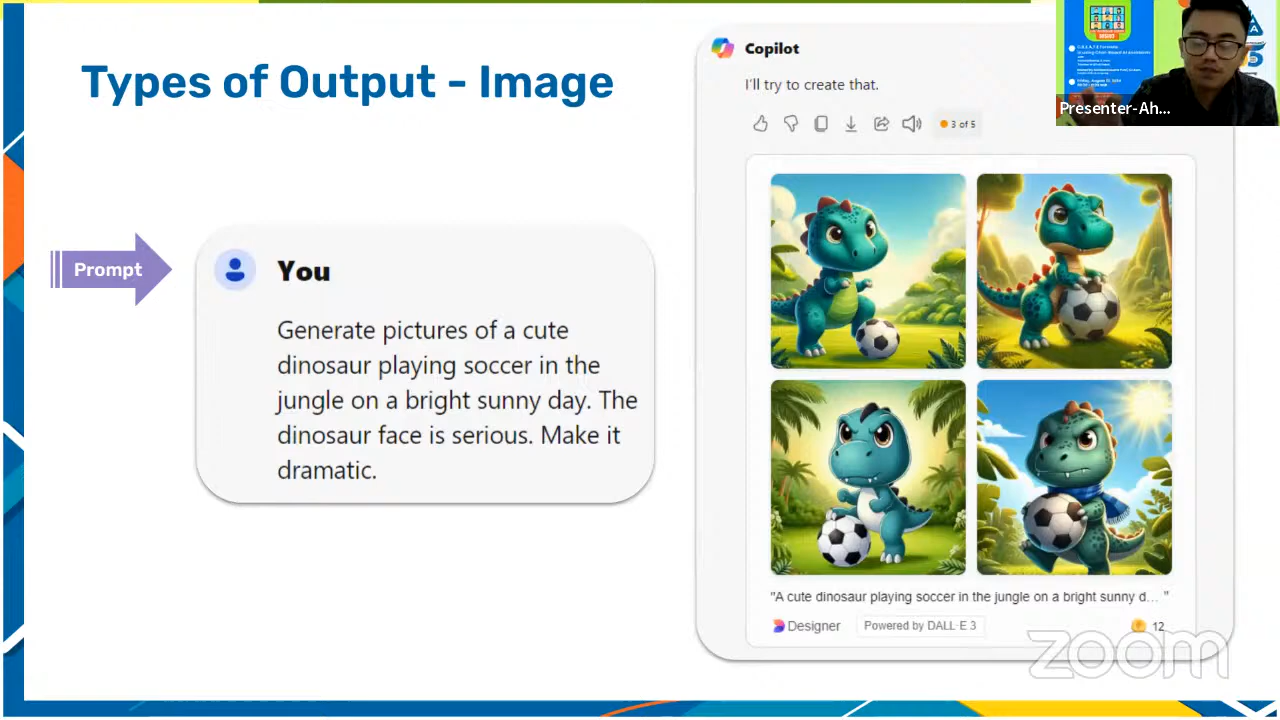 Types of Output - Image
Prompt
You
Generate pictures of a cute
dinosaur playing soccer in the
jungle on a bright sunny day. The
dinosaur face is serious. Make it
dramatic.
Copilot
I'll try to create that.
3 of 5
"A cute dinosaur playing soccer in the jungle on a bright sunny d... "
Designer
Powered by DALL·E 3
12
Presenter-Ah...
zoom